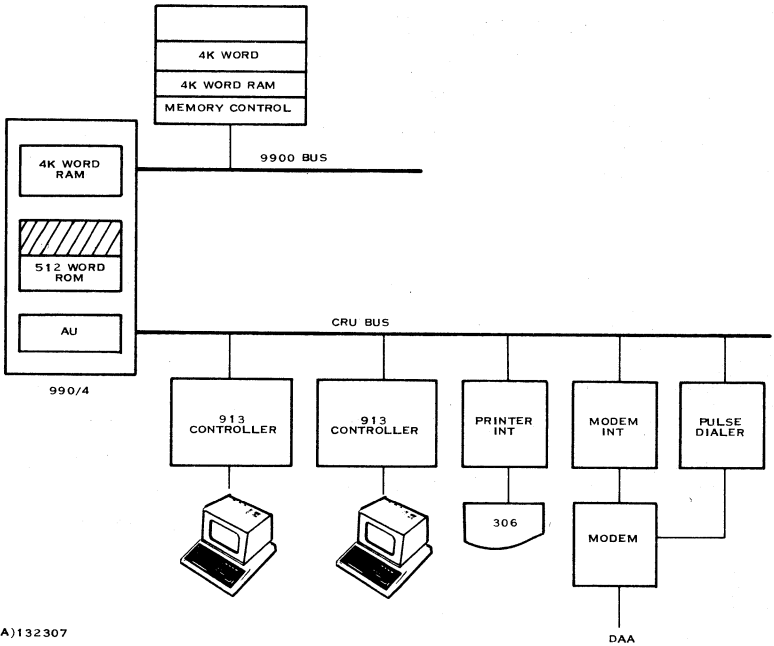 4K WORD
4K WORD RAM
MEMORY CONTROL
9900 BUS
4K WORD
RAM
512 WORD
ROM
AU
990/4
CRU BUS
913
CONTROLLER
913
CONTROLLER
PRINTER
INT
MODEM
INT
PULSE
DIALER
306
MODEM
DAA
A)132307